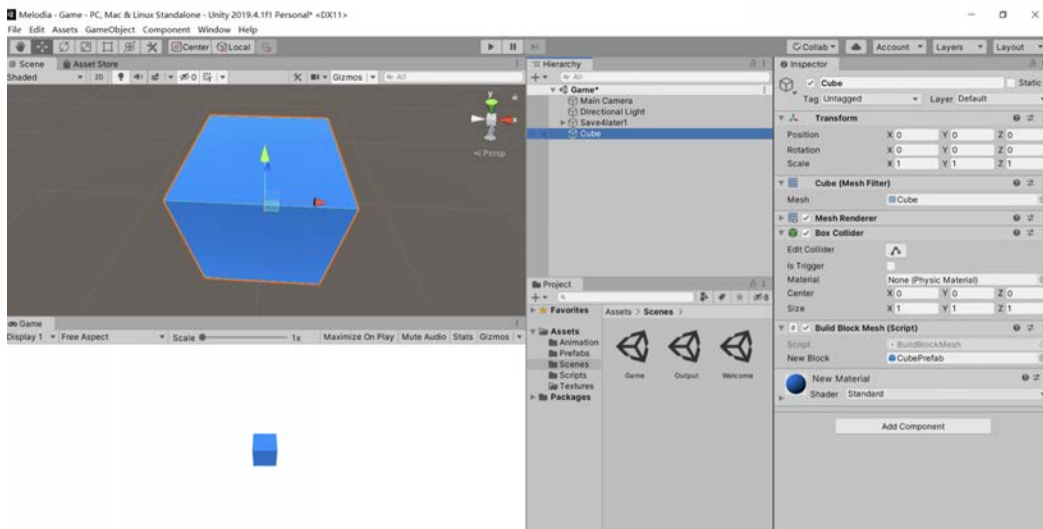 Melodia - Game - PC, Mac & Linux Standalone - Unity 2019.4.1f1 Personal* <DX11>
File Edit Assets GameObject Component Window Help
Center Local
Collab Account Layers Layout
Scene Asset Store
Shaded 2D 0 Gizmos All
y
x
Persp
Hierarchy
All
Game*
Main Camera
Directional Light
Save4later1
Cube
Inspector
Cube Static
Tag Untagged Layer Default
Transform
Position X 0 Y 0 Z 0
Rotation X 0 Y 0 Z 0
Scale X 1 Y 1 Z 1
Cube (Mesh Filter)
Mesh Cube
Mesh Renderer
Box Collider
Edit Collider
Is Trigger
Material None (Physic Material)
Center X 0 Y 0 Z 0
Size X 1 Y 1 Z 1
Build Block Mesh (Script)
Script BuildBlockMesh
New Block CubePrefab
New Material
Shader Standard
Add Component
Project
8
Favorites
Assets
Animation
Prefabs
Scenes
Scripts
Textures
Packages
Assets > Scenes >
Game Output Welcome
Game
Display 1 Free Aspect Scale 1x Maximize On Play Mute Audio Stats Gizmos